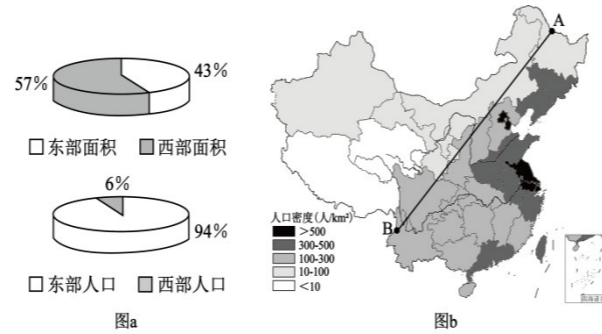 57%
43%
东部面积 西部面积
6%
94%
东部人口 西部人口
图a
A
B
人口密度(人/km²)
>500
300-500
100-300
10-100
<10
图b